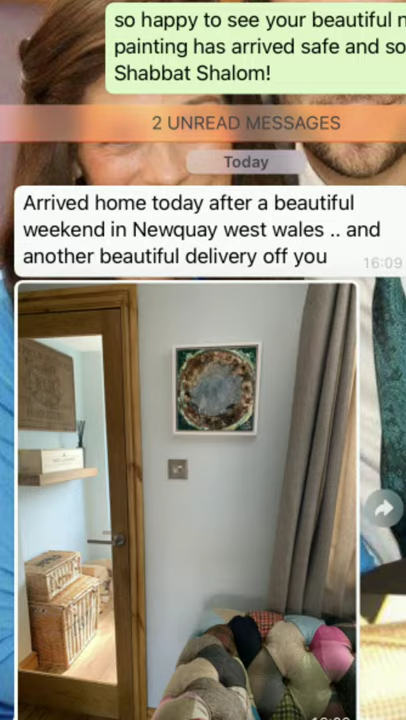 so happy to see your beautiful
painting has arrived safe and so
Shabbat Shalom!
2 UNREAD MESSAGES
Today
Arrived home today after a beautiful
weekend in Newquay west wales .. and
another beautiful delivery off you
16:09